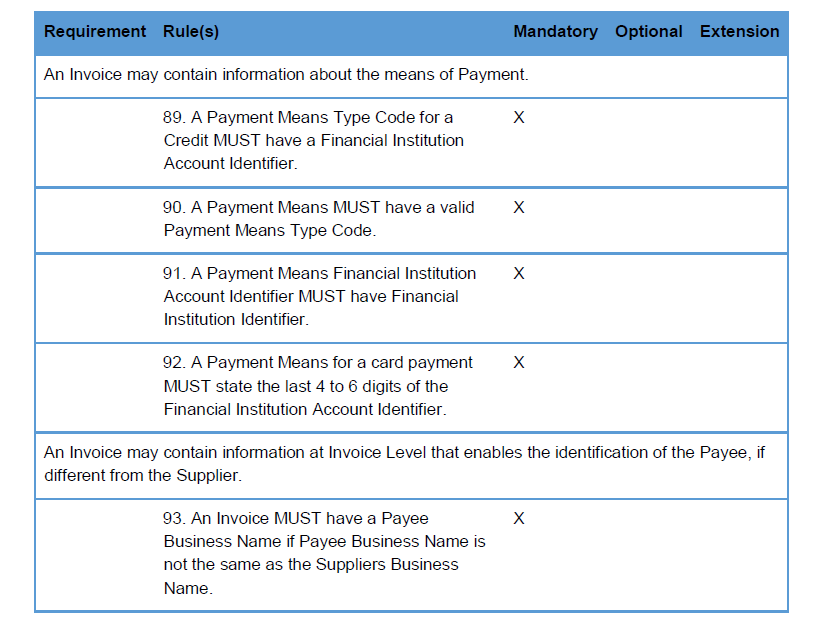 Requirement Rule(s) Mandatory Optional Extension
An Invoice may contain information about the means of Payment.
89. A Payment Means Type Code for a X
Credit MUST have a Financial Institution
Account Identifier.
90. A Payment Means MUST have a valid X
Payment Means Type Code.
91. A Payment Means Financial Institution X
Account Identifier MUST have Financial
Institution Identifier.
92. A Payment Means for a card payment X
MUST state the last 4 to 6 digits of the
Financial Institution Account Identifier.
An Invoice may contain information at Invoice Level that enables the identification of the Payee, if
different from the Supplier.
93. An Invoice MUST have a Payee X
Business Name if Payee Business Name is
not the same as the Suppliers Business
Name.